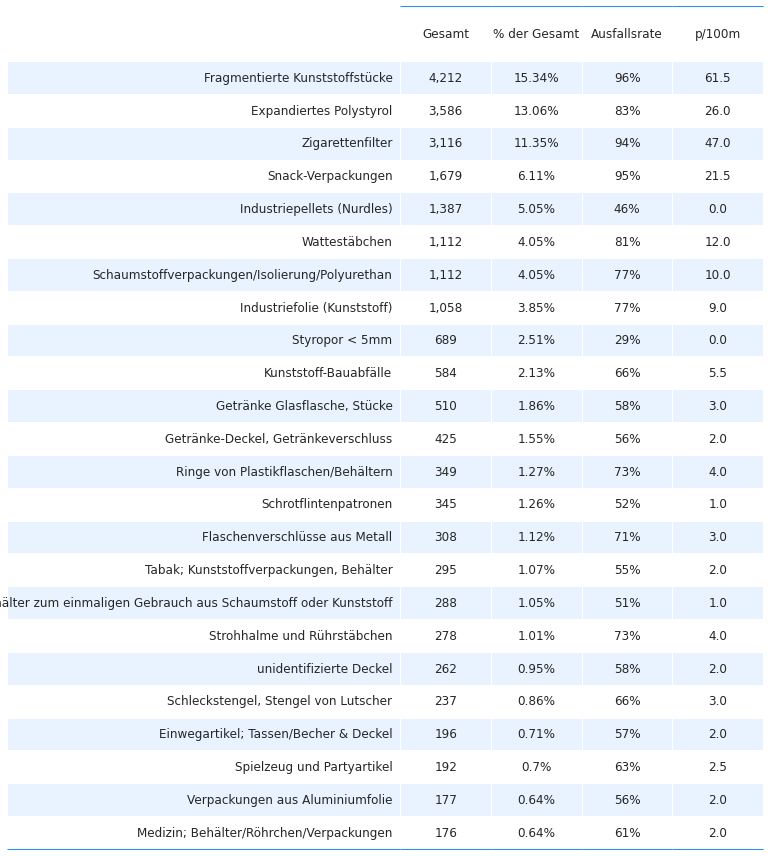 Gesamt % der Gesamt Ausfallsrate p/100m
Fragmentierte Kunststoffstücke 4,212 15.34% 96% 61.5
Expandiertes Polystyrol 3,586 13.06% 83% 26.0
Zigarettenfilter 3,116 11.35% 94% 47.0
Snack-Verpackungen 1,679 6.11% 95% 21.5
Industriepellets (Nurdles) 1,387 5.05% 46% 0.0
Wattestäbchen 1,112 4.05% 81% 12.0
Schaumstoffverpackungen/Isolierung/Polyurethan 1,112 4.05% 77% 10.0
Industriefolie (Kunststoff) 1,058 3.85% 77% 9.0
Styropor < 5mm 689 2.51% 29% 0.0
Kunststoff-Bauabfälle 584 2.13% 66% 5.5
Getränke Glasflasche, Stücke 510 1.86% 58% 3.0
Getränke-Deckel, Getränkeverschluss 425 1.55% 56% 2.0
Ringe von Plastikflaschen/Behältern 349 1.27% 73% 4.0
Schrotflintenpatronen 345 1.26% 52% 1.0
Flaschenverschlüsse aus Metall 308 1.12% 71% 3.0
Tabak; Kunststoffverpackungen, Behälter 295 1.07% 55% 2.0
zum einmaligen Gebrauch aus Schaumstoff oder Kunststoff 288 1.05% 51% 1.0
Strohhalme und Rührstäbchen 278 1.01% 73% 4.0
unidentifizierte Deckel 262 0.95% 58% 2.0
Schleckstengel, Stengel von Lutscher 237 0.86% 66% 3.0
Einwegartikel; Tassen/Becher & Deckel 196 0.71% 57% 2.0
Spielzeug und Partyartikel 192 0.7% 63% 2.5
Verpackungen aus Aluminiumfolie 177 0.64% 56% 2.0
Medizin; Behälter/Röhrchen/Verpackungen 176 0.64% 61% 2.0